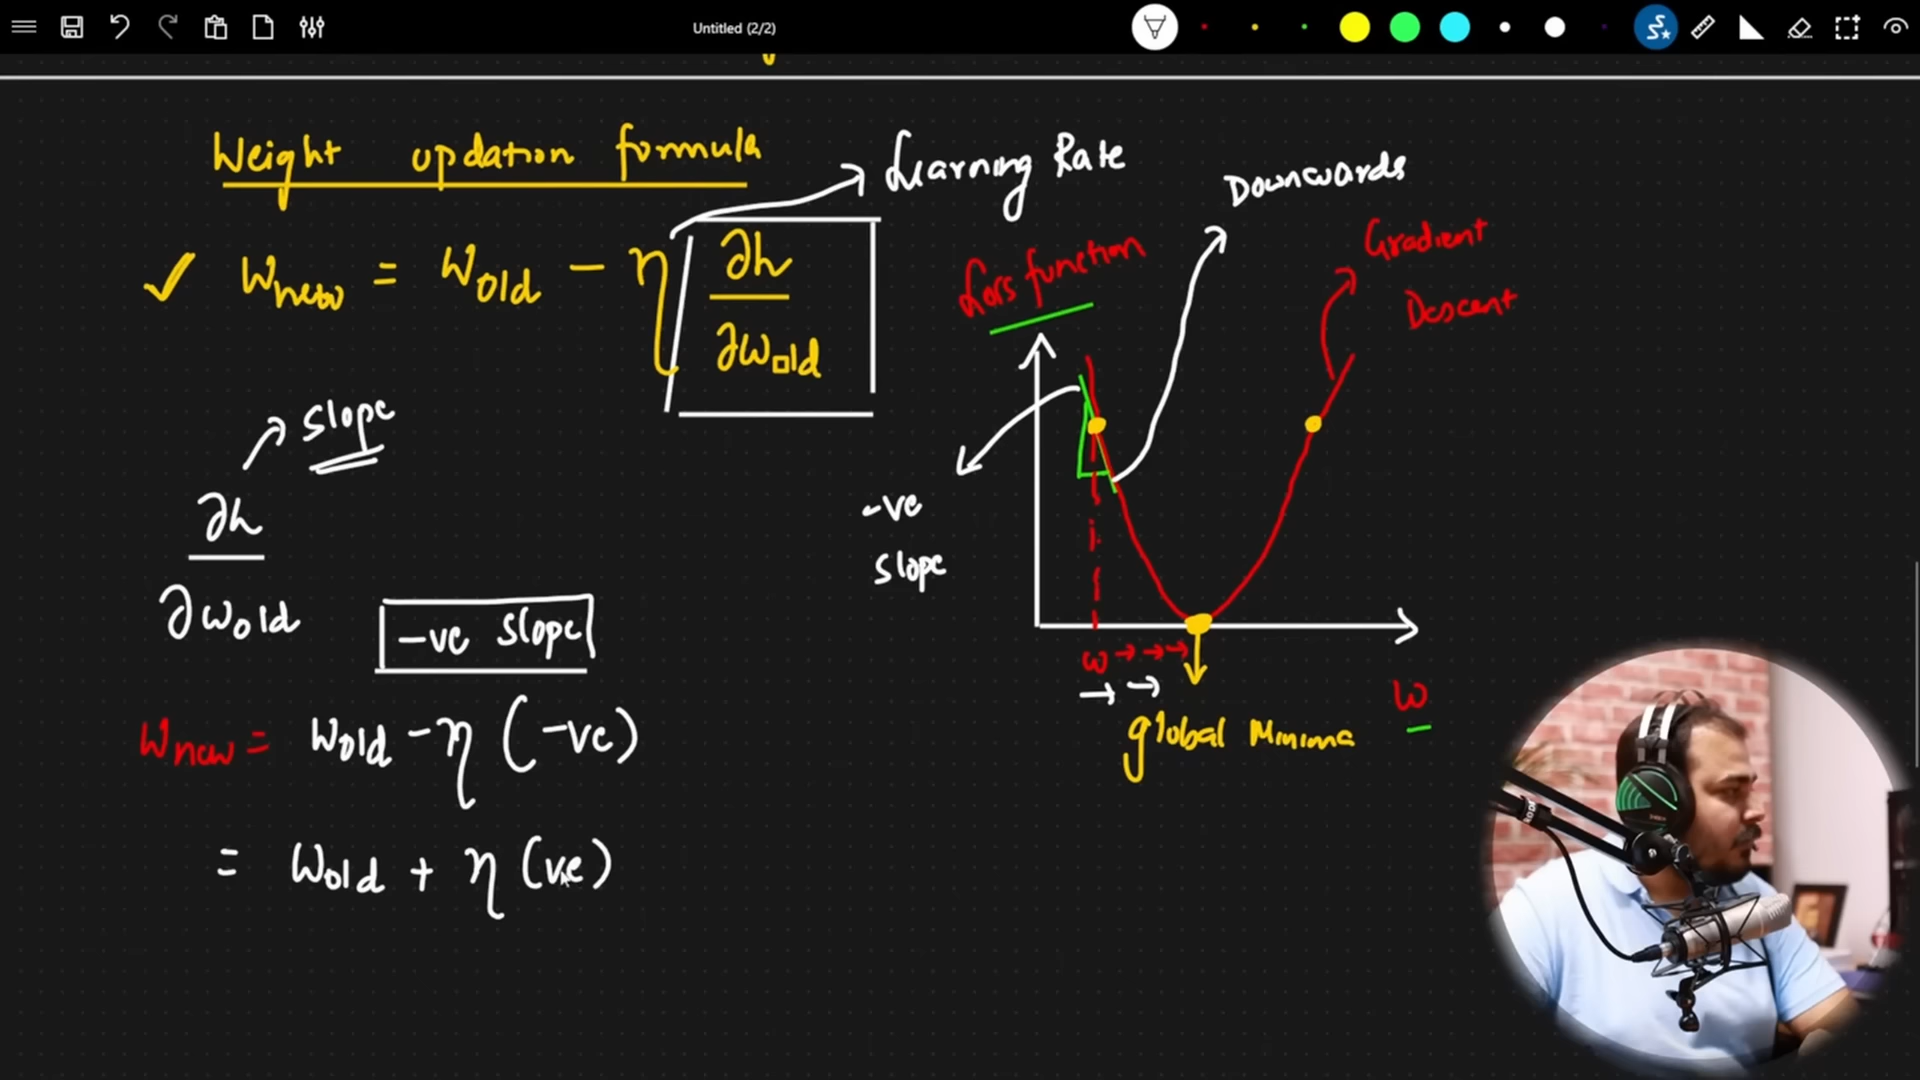 Untitled (2/2)
Weight updation formula
Learning Rate
Downwards
✓ Wnew = Wold - η ∂h
∂wold
Loss function
Gradient
Descent
slope
∂h
∂wold
-ve
slope
-ve slope
w → → →
→ →
W
global Minima
Wnew = Wold - η (-ve)
= Wold + η (ve)